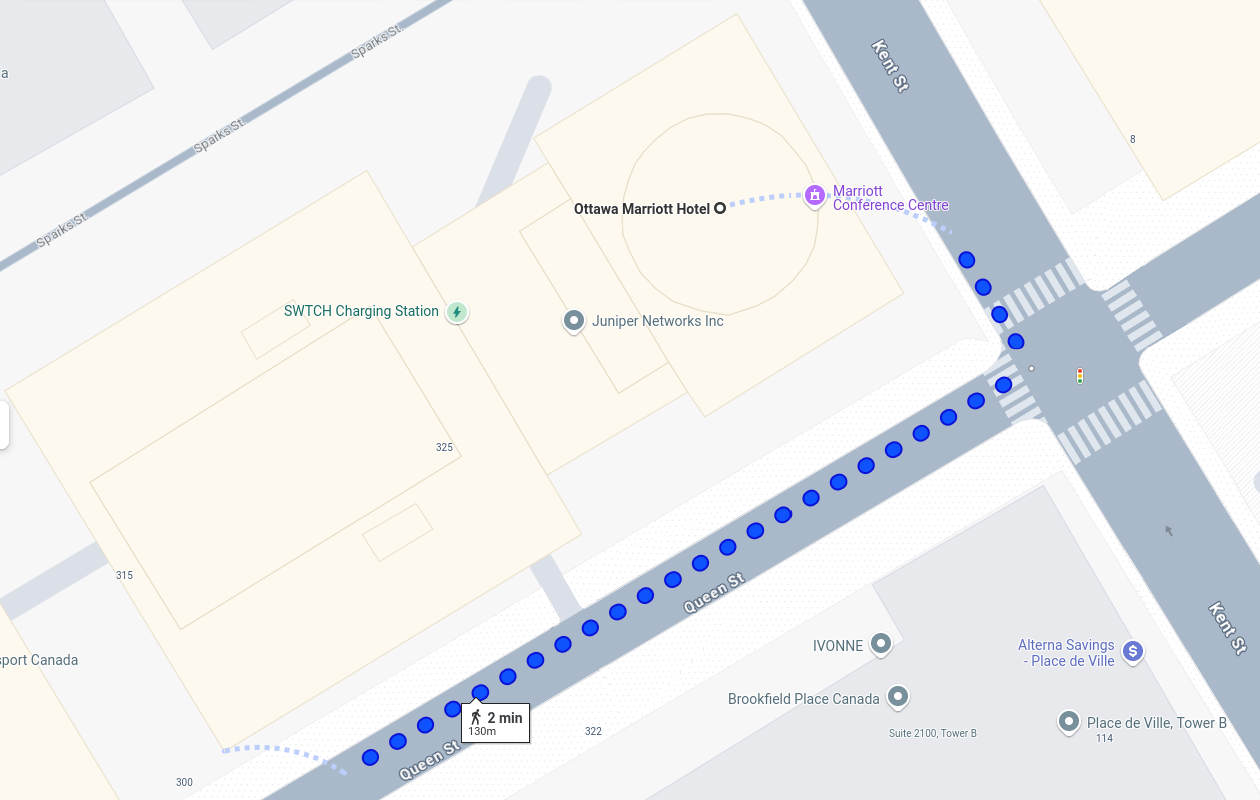 Kent St
Sparks St
a
Sparks St
8
Marriott
Conference Centre
Ottawa Marriott Hotel
Sparks St
SWTCH Charging Station
Juniper Networks Inc
325
315
Queen St
Kent St
IVONNE
Alterna Savings
- Place de Ville
$
sport Canada
Brookfield Place Canada
2 min
130m
Place de Ville, Tower B
114
322
Suite 2100, Tower B
Queen St
300